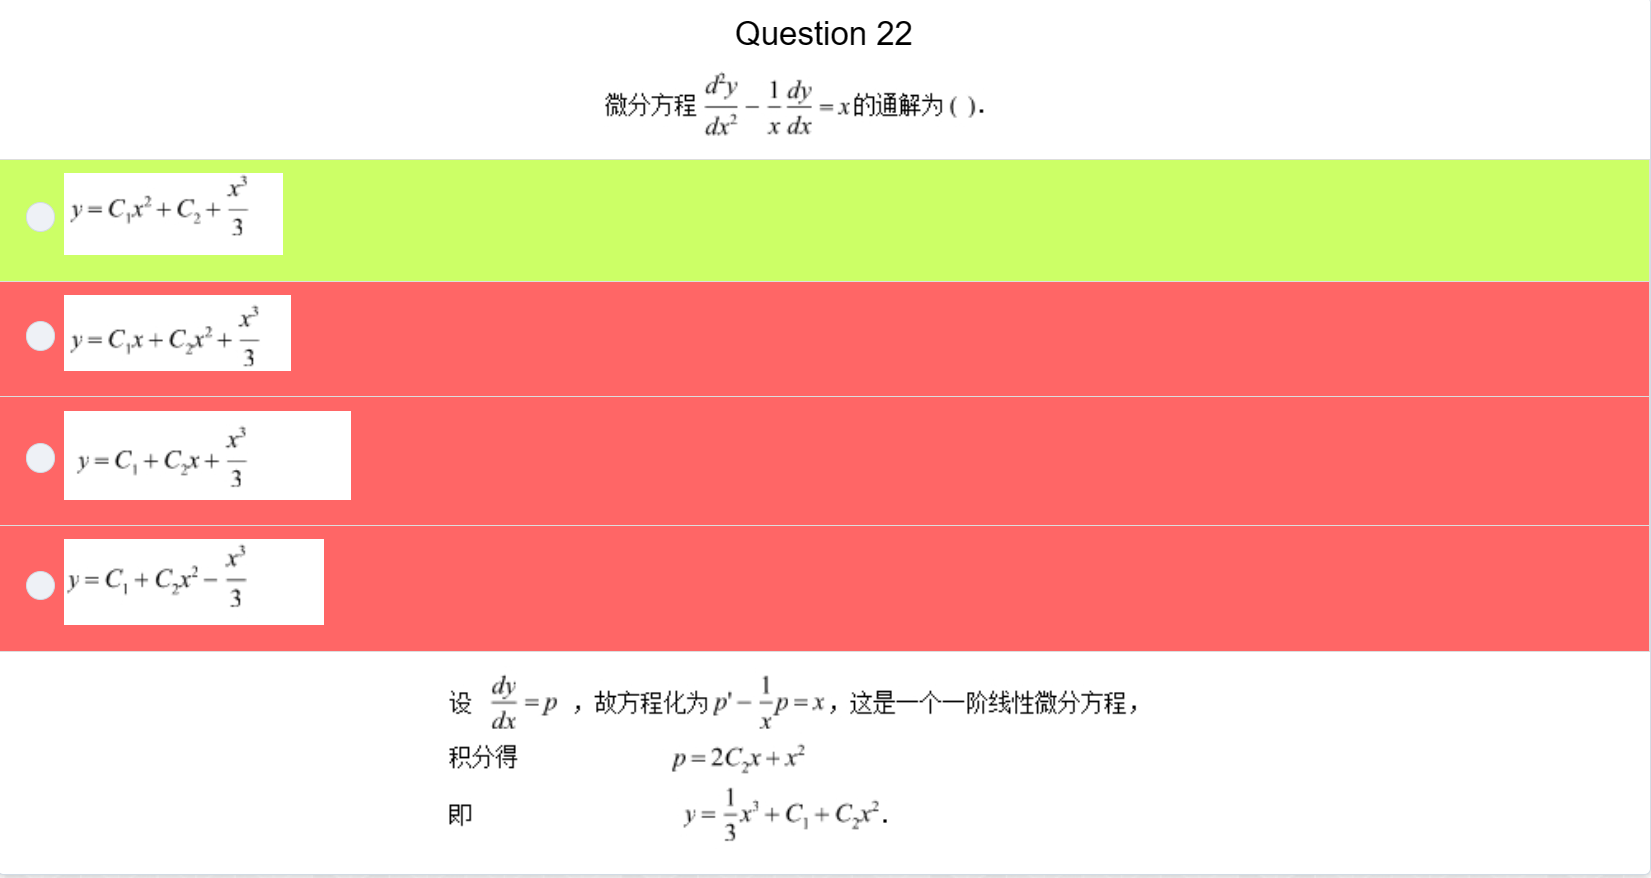 Question 22
微分方程 \frac{d^2y}{dx^2} - \frac{1}{x}\frac{dy}{dx} = x 的通解为 ( ).
y = C_1x^2 + C_2 + \frac{x^3}{3}
y = C_1x + C_2x^2 + \frac{x^3}{3}
y = C_1 + C_2x + \frac{x^3}{3}
y = C_1 + C_2x^2 - \frac{x^3}{3}
设 \frac{dy}{dx} = p ，故方程化为 p' - \frac{1}{x}p = x，这是一个一阶线性微分方程，
积分得 p = 2C_2x + x^2
即 y = \frac{1}{3}x^3 + C_1 + C_2x^2.